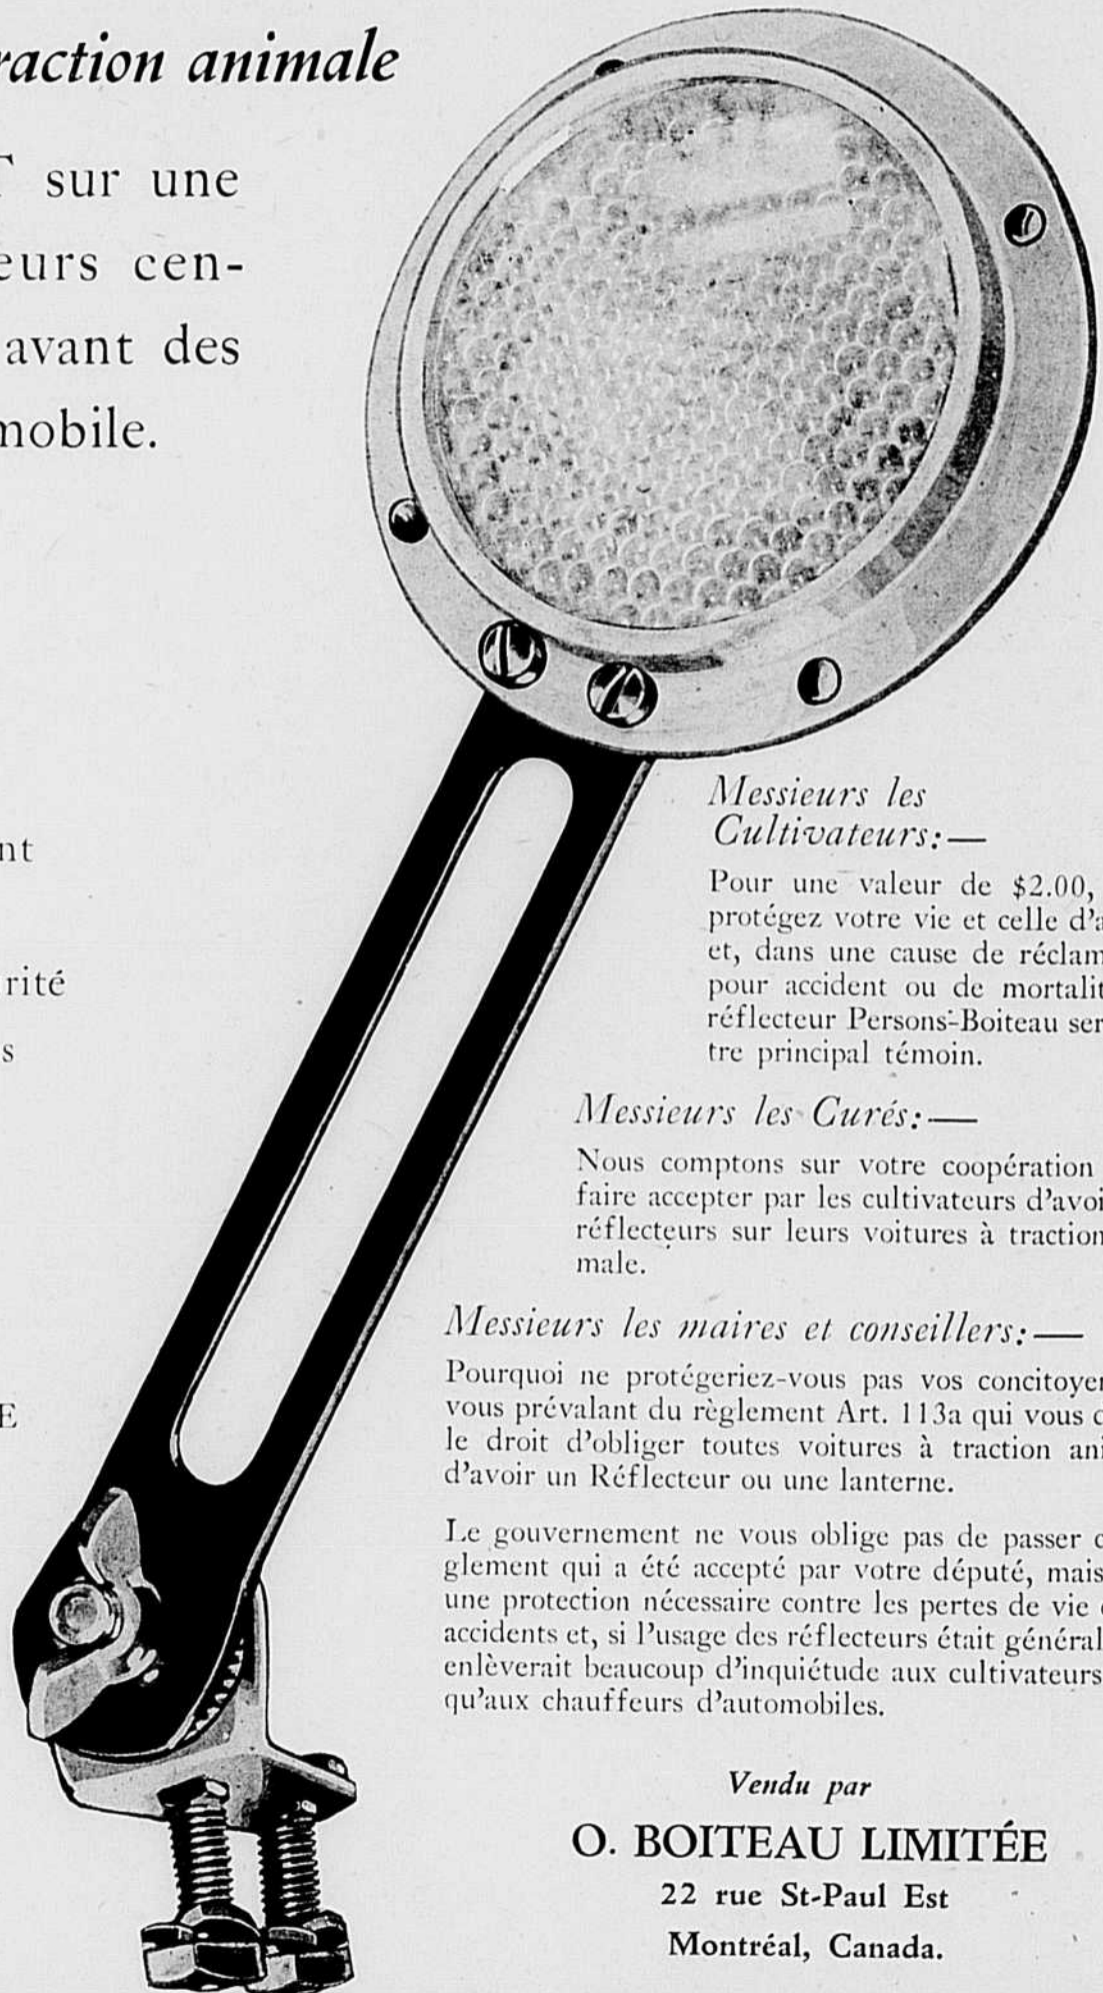 raction animale
T sur une
eurs cen-
avant des
mobile.
nt
rité
s
E
Messieurs les
Cultivateurs:—
Pour une valeur de $2.00,
protégez votre vie et celle d'a
et, dans une cause de réclam
pour accident ou de mortalit
réflecteur Persons-Boiteau ser
tre principal témoin.
Messieurs les Curés:—
Nous comptons sur votre coopération
faire accepter par les cultivateurs d'avoi
réflecteurs sur leurs voitures à traction
male.
Messieurs les maires et conseillers:—
Pourquoi ne protégeriez-vous pas vos concitoyen
vous prévalant du règlement Art. 113a qui vous d
le droit d'obliger toutes voitures à traction ani
d'avoir un Réflecteur ou une lanterne.
Le gouvernement ne vous oblige pas de passer c
glement qui a été accepté par votre député, mais
une protection nécessaire contre les pertes de vie
accidents et, si l'usage des réflecteurs était général
enlèverait beaucoup d'inquiétude aux cultivateurs
qu'aux chauffeurs d'automobiles.
Vendu par
O. BOITEAU LIMITÉE
22 rue St-Paul Est
Montréal, Canada.